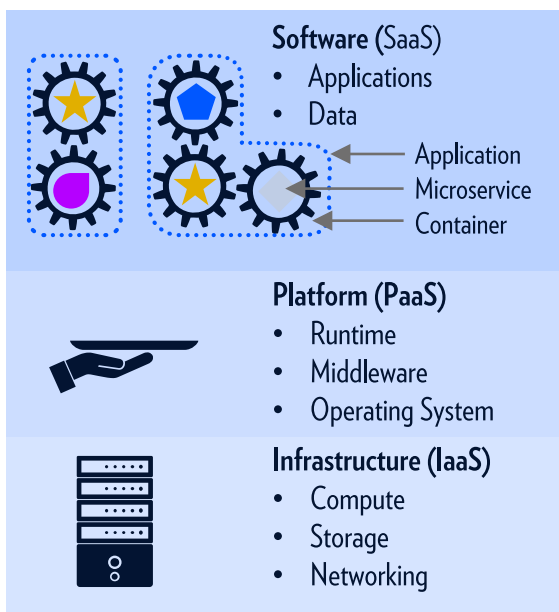 Software (SaaS)
• Applications
• Data
Application
Microservice
Container
Platform (PaaS)
• Runtime
• Middleware
• Operating System
Infrastructure (IaaS)
• Compute
• Storage
• Networking